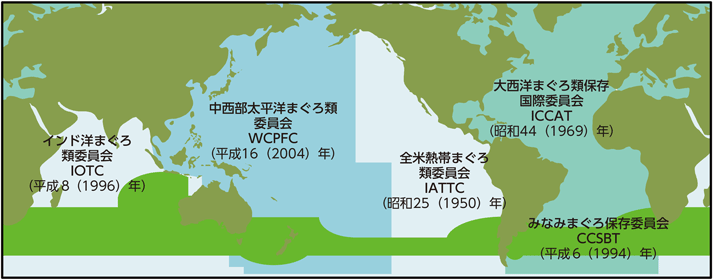 インド洋まぐろ
類委員会
IOTC
(平成8(1996)年)
中西部太平洋まぐろ類
委員会
WCPFC
(平成16(2004)年)
全米熱帯まぐろ
類委員会
IATTC
(昭和25(1950)年)
大西洋まぐろ類保存
国際委員会
ICCAT
(昭和44(1969)年)
みなみまぐろ保存委員会
CCSBT
(平成6(1994)年)